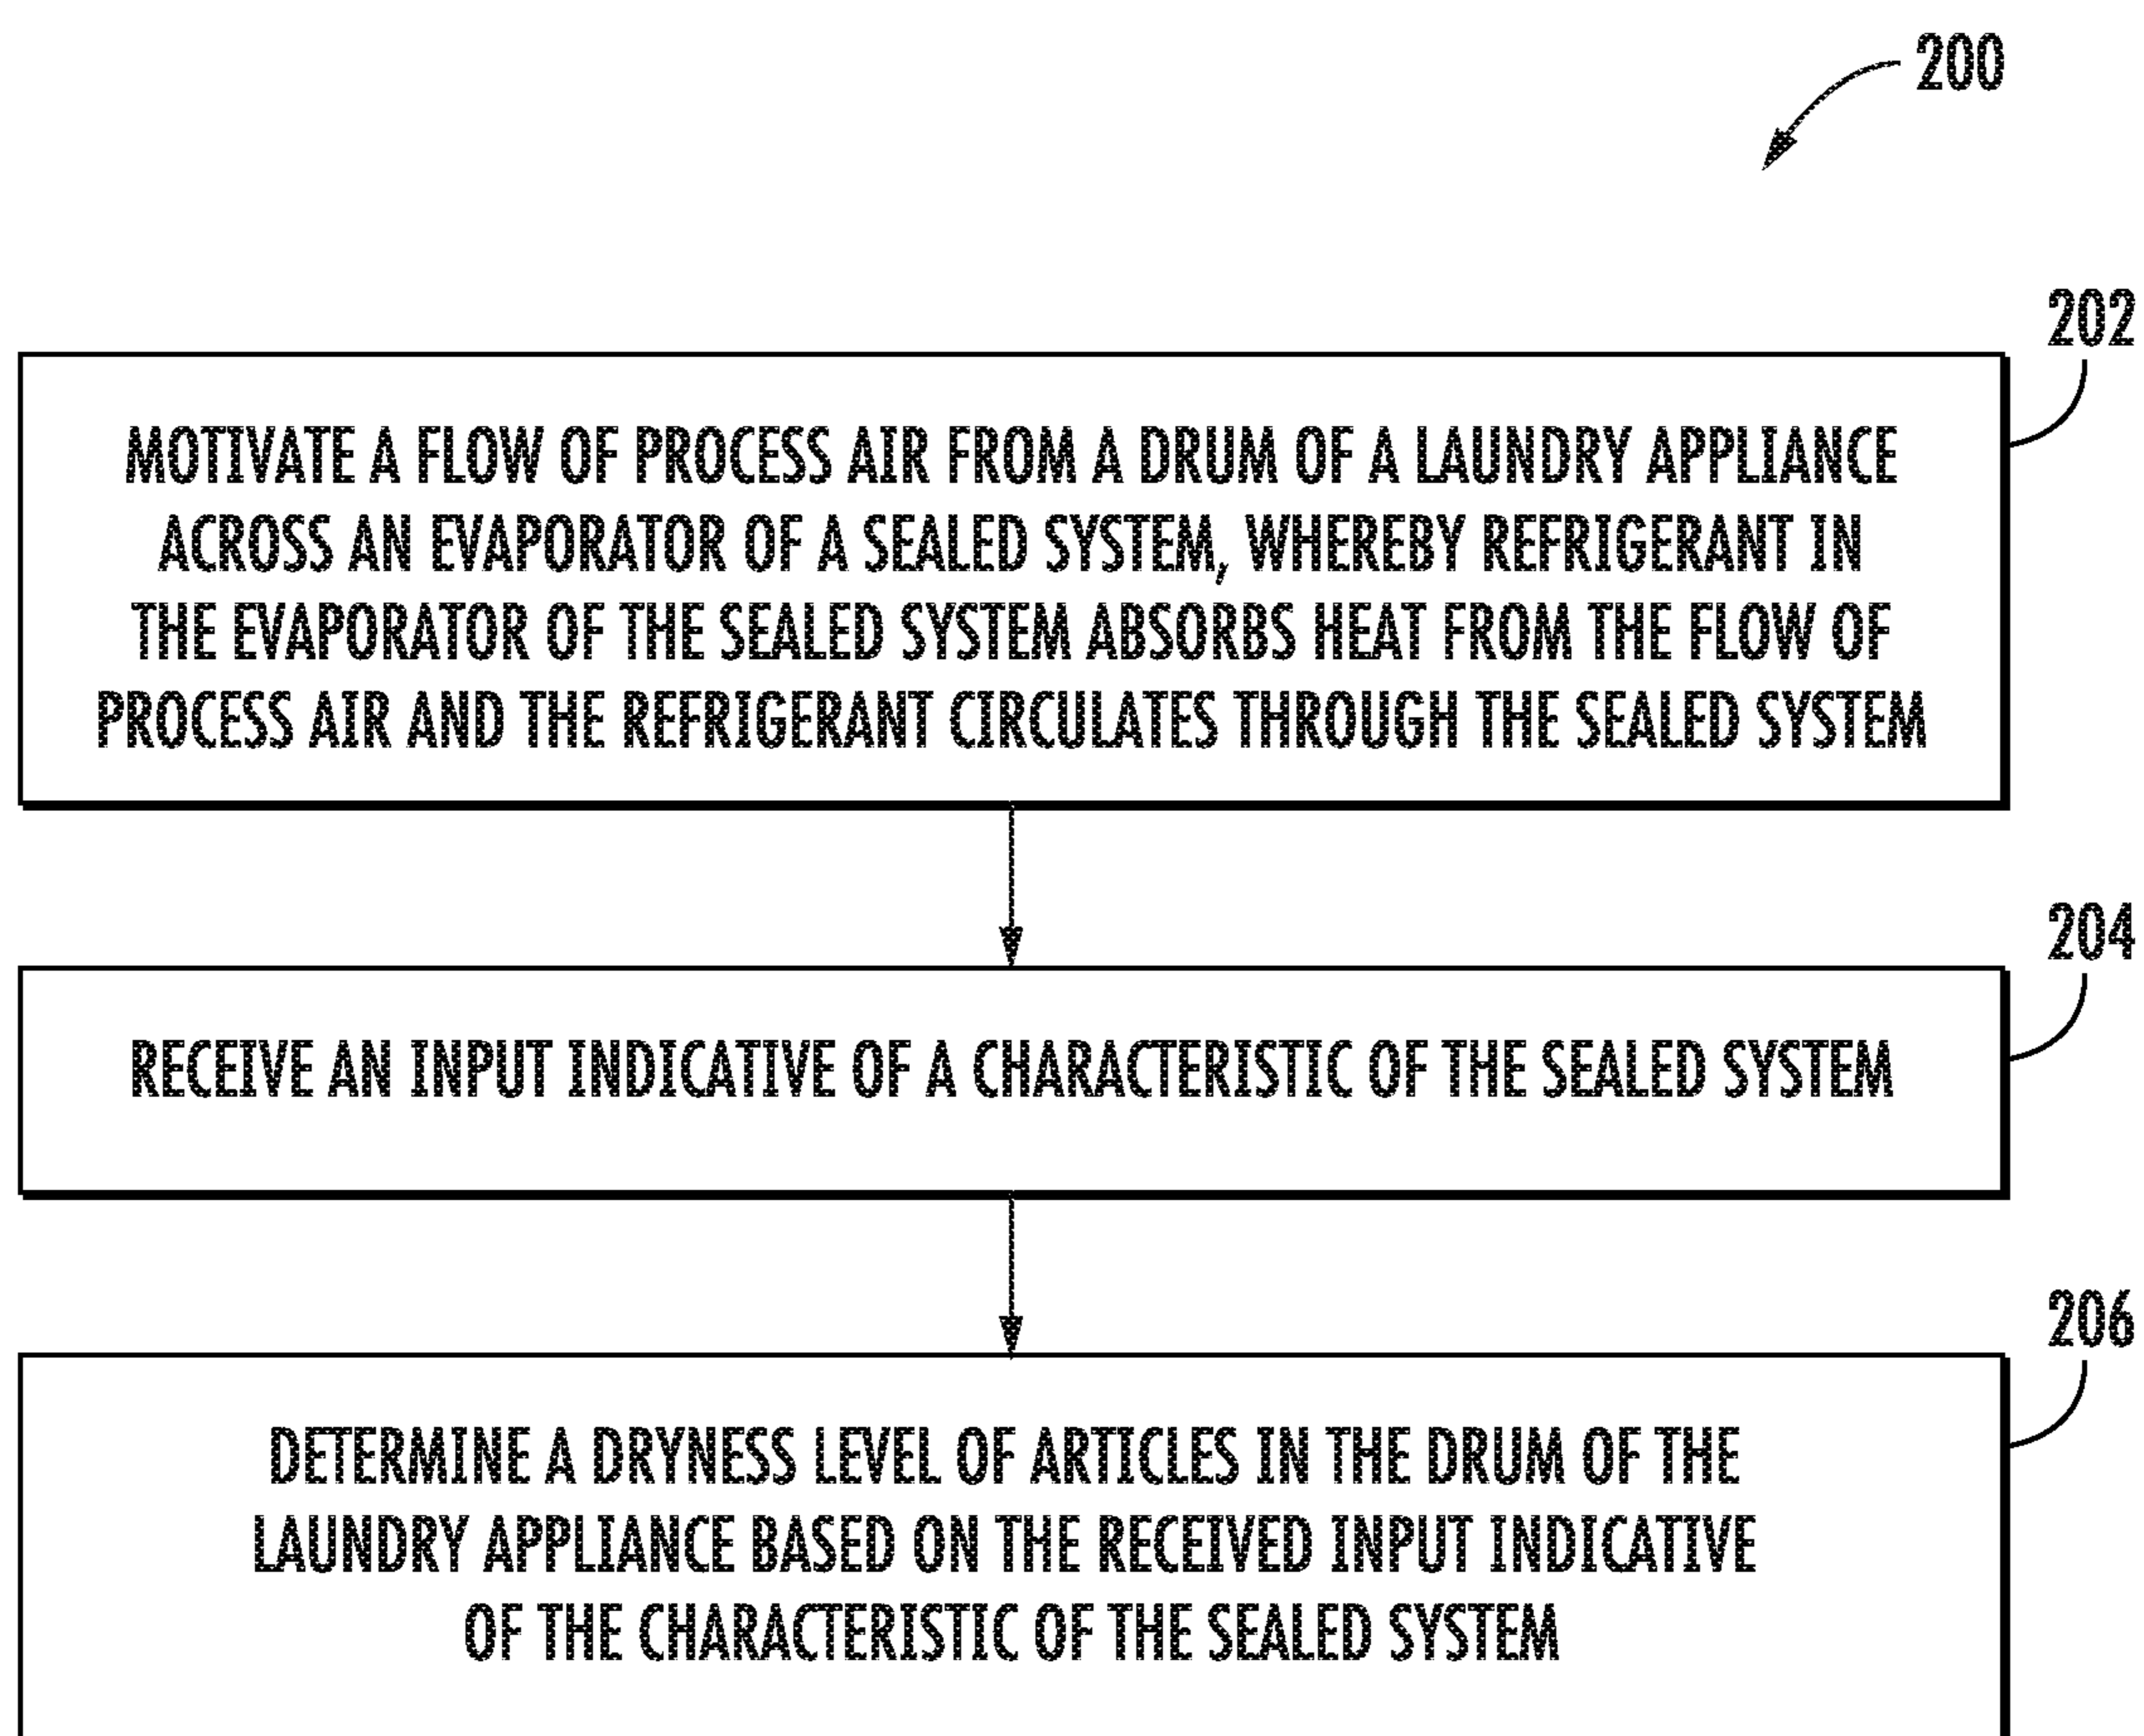 200
202
MOTIVATE A FLOW OF PROCESS AIR FROM A DRUM OF A LAUNDRY APPLIANCE
ACROSS AN EVAPORATOR OF A SEALED SYSTEM, WHEREBY REFRIGERANT IN
THE EVAPORATOR OF THE SEALED SYSTEM ABSORBS HEAT FROM THE FLOW OF
PROCESS AIR AND THE REFRIGERANT CIRCULATES THROUGH THE SEALED SYSTEM
204
RECEIVE AN INPUT INDICATIVE OF A CHARACTERISTIC OF THE SEALED SYSTEM
206
DETERMINE A DRYNESS LEVEL OF ARTICLES IN THE DRUM OF THE
LAUNDRY APPLIANCE BASED ON THE RECEIVED INPUT INDICATIVE
OF THE CHARACTERISTIC OF THE SEALED SYSTEM